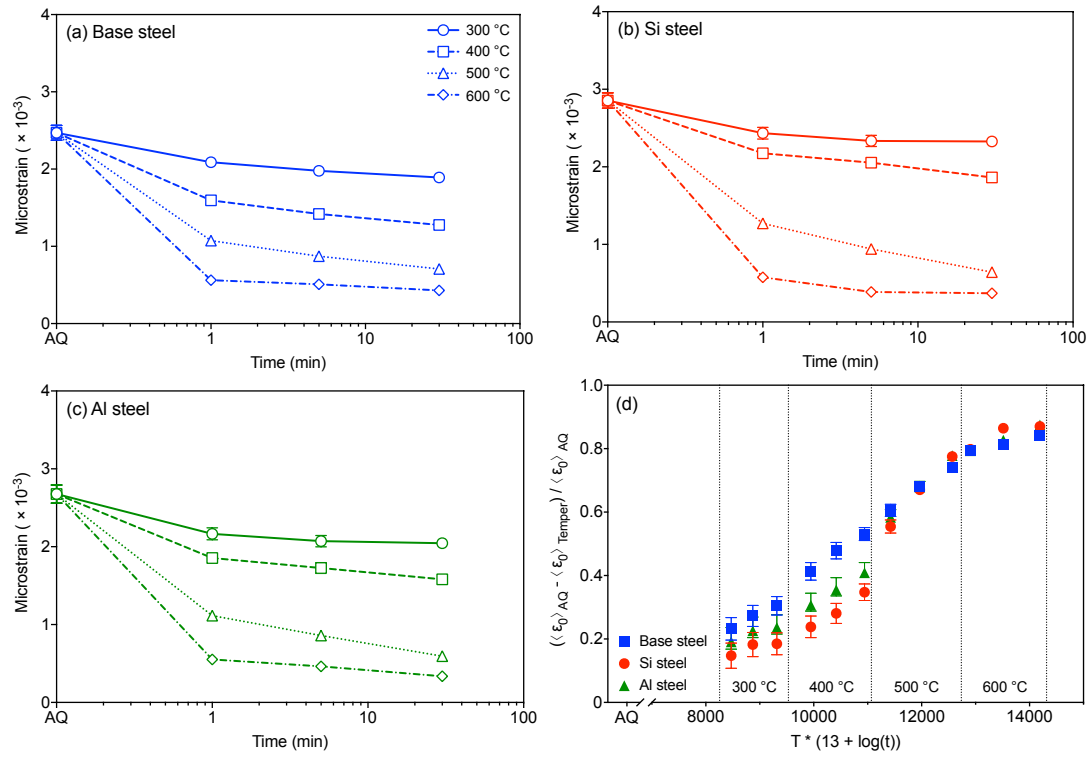 (a) Base steel
300 °C
400 °C
500 °C
600 °C
Microstrain ( × 10⁻³)
4
3
2
1
0
AQ
1
10
100
Time (min)
(b) Si steel
Microstrain ( × 10⁻³)
4
3
2
1
0
AQ
1
10
100
Time (min)
(c) Al steel
Microstrain ( × 10⁻³)
4
3
2
1
0
AQ
1
10
100
Time (min)
(d)
(⟨ε₀⟩AQ - ⟨ε₀⟩Temper) / ⟨ε₀⟩AQ
1.0
0.8
0.6
0.4
0.2
0.0
Base steel
Si steel
Al steel
300 °C
400 °C
500 °C
600 °C
AQ
8000
10000
12000
14000
T * (13 + log(t))